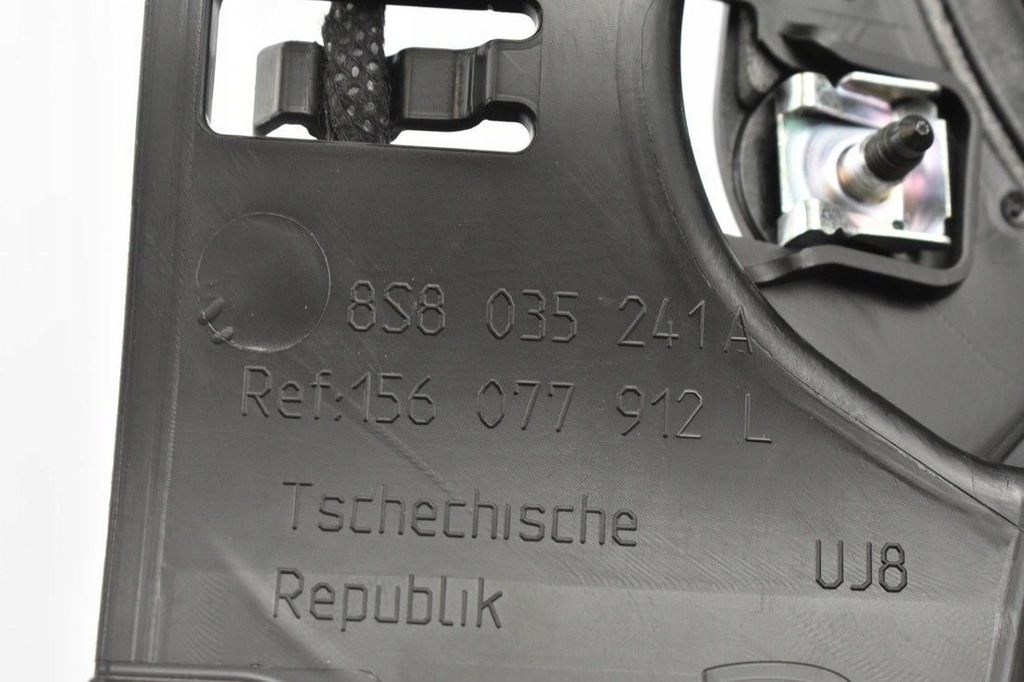 8S8 035 241 A
Ref: 156 077 912 L
Tschechische
Republik
UJ8